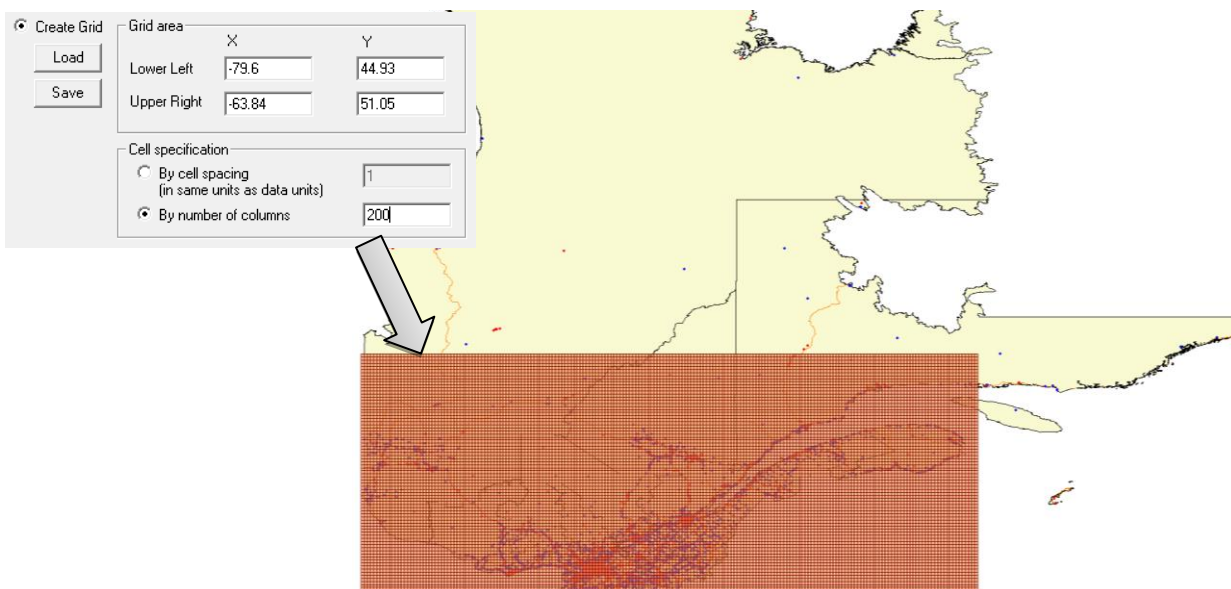 Create Grid
Load
Save
Grid area
X Y
Lower Left -79.6 44.93
Upper Right -63.84 51.05
Cell specification
By cell spacing 1
(in same units as data units)
By number of columns 200